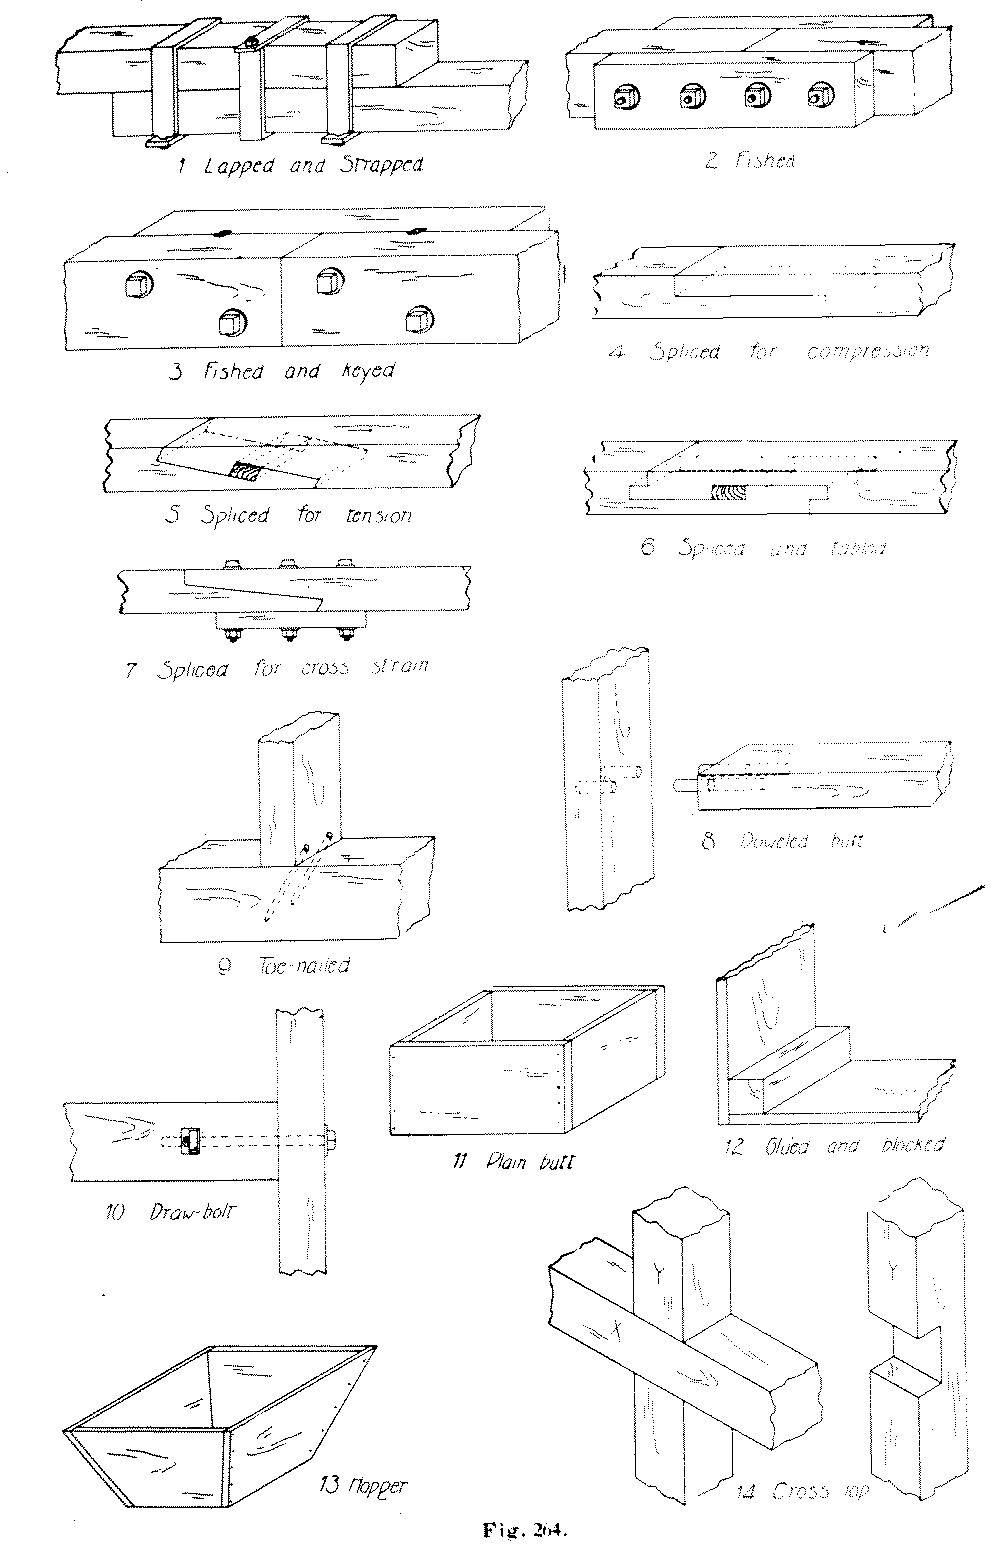 1 Lapped and Strapped
2 Fished
3 Fished and keyed
4 Spliced for compression
5 Spliced for tension
6 Spliced and tabled
7 Spliced for cross strain
8 Doweled butt
9 Toe-nailed
10 Draw-bolt
11 Plain butt
12 Glued and blocked
Y
X
Y
13 Hopper
14 Cross lap
Fig. 264.